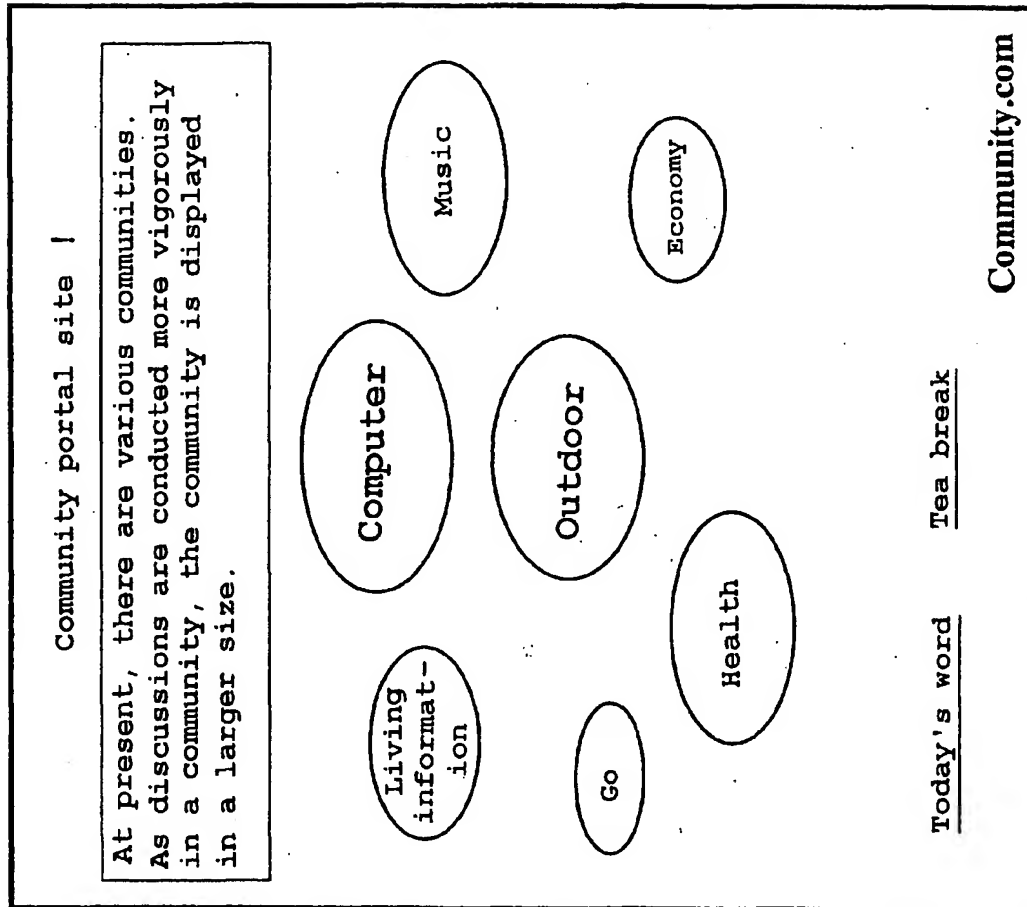 Community portal site !
At present, there are various communities.
As discussions are conducted more vigorously
in a community, the community is displayed
in a larger size.
Computer
Music
Living
informat-
ion
Outdoor
Go
Economy
Health
Today's word
Tea break
Community.com